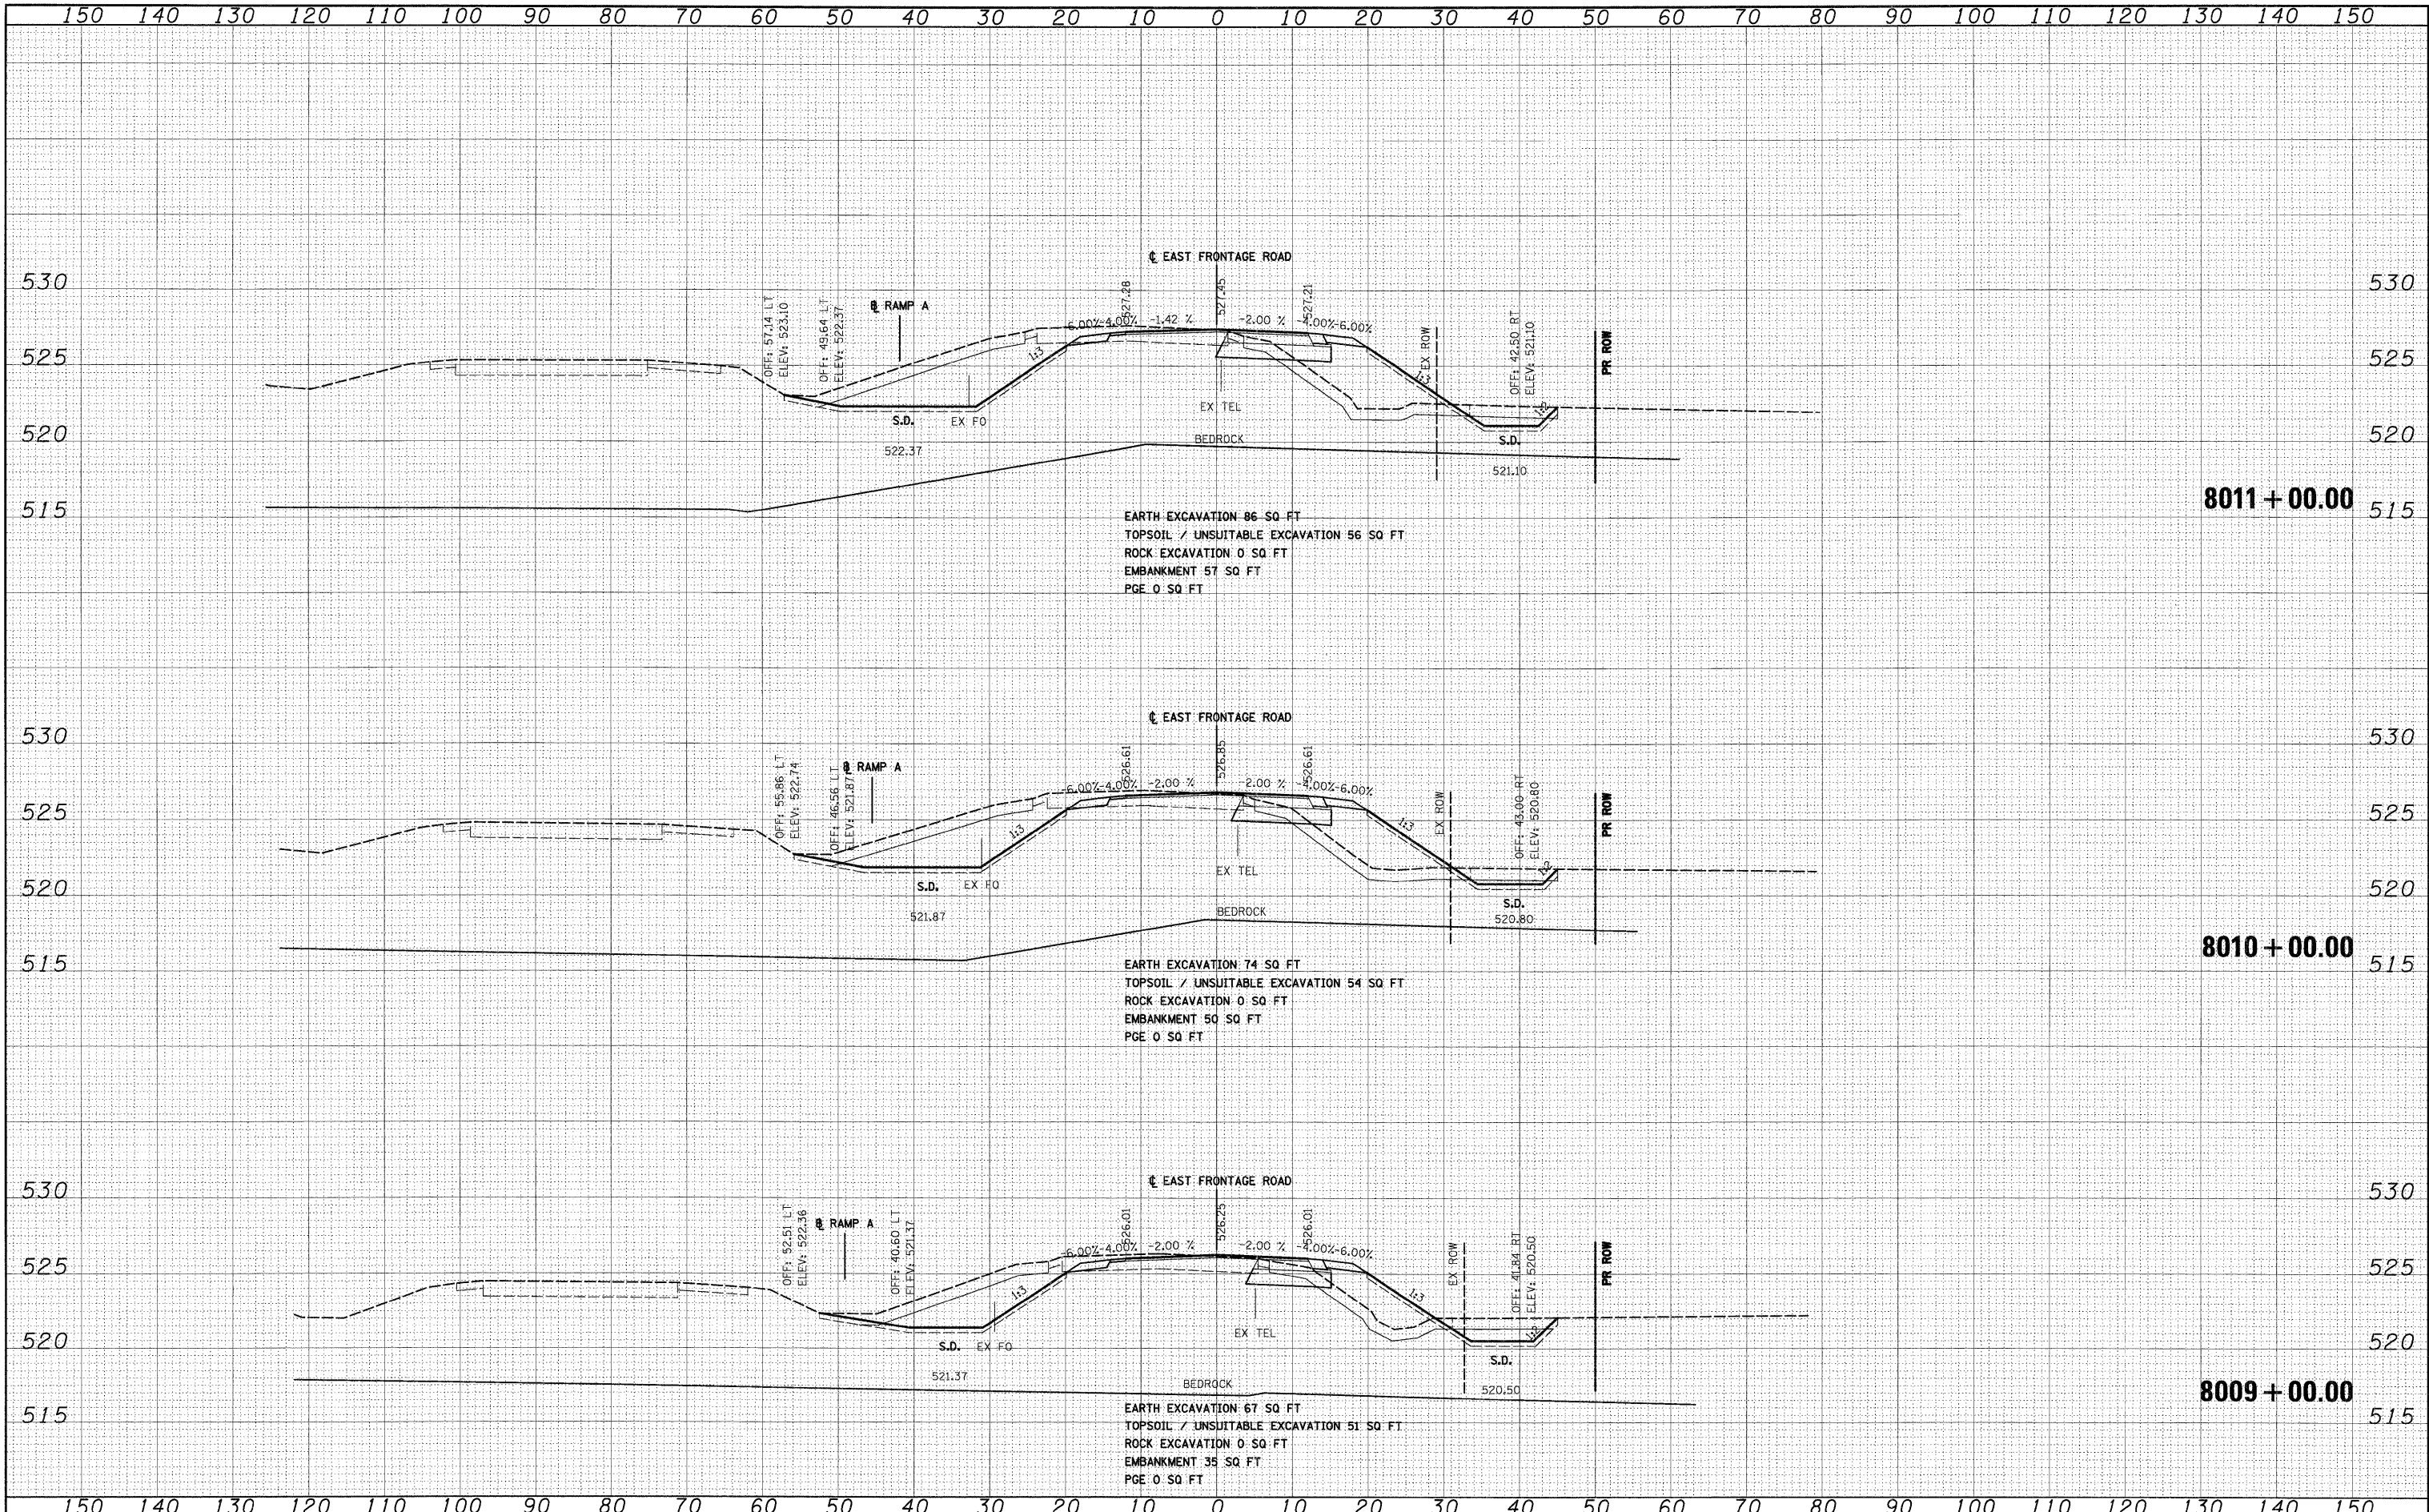 150 140 130 120 110 100 90 80 70 60 50 40 30 20 10 0 10 20 30 40 50 60 70 80 90 100 110 120 130 140 150
℄ EAST FRONTAGE ROAD
530 530
OFF: 57.14 LT
ELEV: 523.10
OFF: 49.64 LT
ELEV: 522.37
RAMP A
527.28
527.45
527.21
-6.00% -4.00% -1.42 % -2.00 % -4.00% -6.00%
1:3
1:3
EX ROW
OFF: 42.50 RT
ELEV: 521.10
1:2
PR ROW
525 525
EX TEL
S.D. EX FO
S.D.
520 520
BEDROCK
522.37
521.10
8011 + 00.00
515 515
EARTH EXCAVATION 86 SQ FT
TOPSOIL / UNSUITABLE EXCAVATION 56 SQ FT
ROCK EXCAVATION 0 SQ FT
EMBANKMENT 57 SQ FT
PGE 0 SQ FT
℄ EAST FRONTAGE ROAD
530 530
OFF: 55.86 LT
ELEV: 522.74
OFF: 46.56 LT
ELEV: 521.87
RAMP A
526.61
526.85
526.61
-6.00% -4.00% -2.00 % -2.00 % -4.00% -6.00%
1:3
1:3
EX ROW
OFF: 43.00 RT
ELEV: 520.80
1:2
PR ROW
525 525
EX TEL
S.D. EX FO
S.D.
520 520
BEDROCK
521.87
520.80
8010 + 00.00
515 515
EARTH EXCAVATION 74 SQ FT
TOPSOIL / UNSUITABLE EXCAVATION 54 SQ FT
ROCK EXCAVATION 0 SQ FT
EMBANKMENT 50 SQ FT
PGE 0 SQ FT
℄ EAST FRONTAGE ROAD
530 530
OFF: 52.51 LT
ELEV: 522.36
RAMP A
OFF: 40.60 LT
ELEV: 521.37
526.01
526.25
526.01
-6.00% -4.00% -2.00 % -2.00 % -4.00% -6.00%
1:3
1:3
EX ROW
OFF: 41.84 RT
ELEV: 520.50
1:2
PR ROW
525 525
EX TEL
520 520
S.D. EX FO
S.D.
521.37
BEDROCK
520.50
8009 + 00.00
515 515
EARTH EXCAVATION 67 SQ FT
TOPSOIL / UNSUITABLE EXCAVATION 51 SQ FT
ROCK EXCAVATION 0 SQ FT
EMBANKMENT 35 SQ FT
PGE 0 SQ FT
150 140 130 120 110 100 90 80 70 60 50 40 30 20 10 0 10 20 30 40 50 60 70 80 90 100 110 120 130 140 150